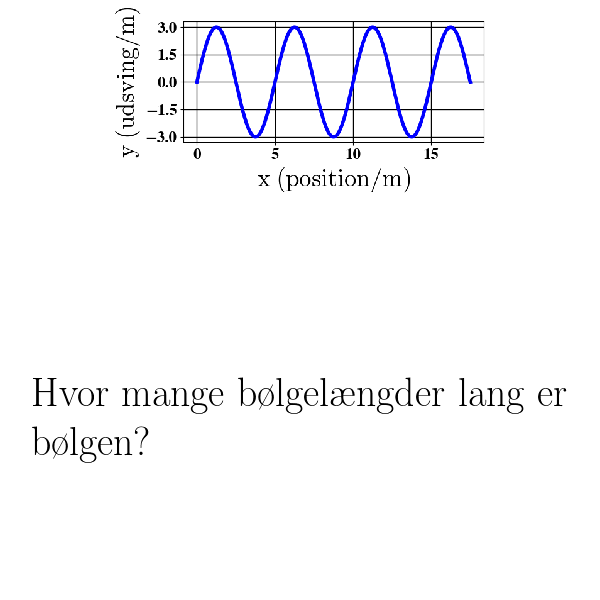 y (udsving/m)
3.0
1.5
0.0
−1.5
−3.0
0 5 10 15
x (position/m)
Hvor mange bølgelængder lang er
bølgen?